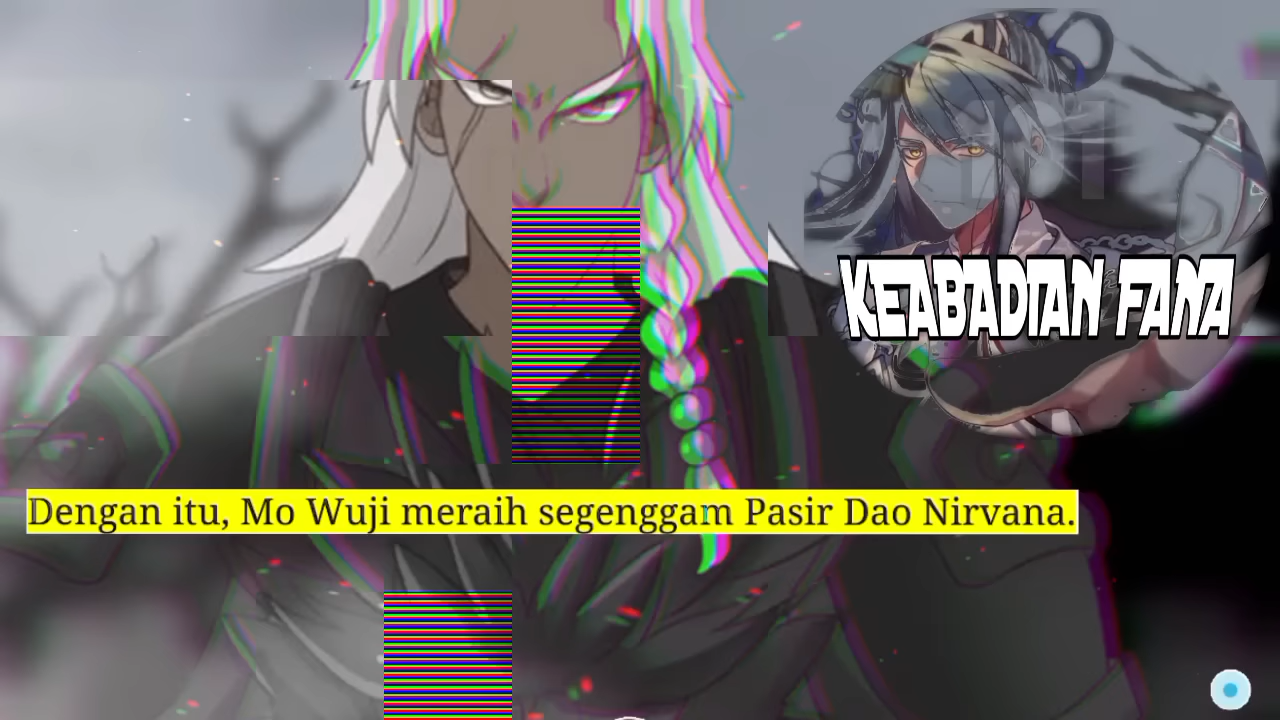 KEABADIAN FANA
Dengan itu, Mo Wuji meraih segenggam Pasir Dao Nirvana.